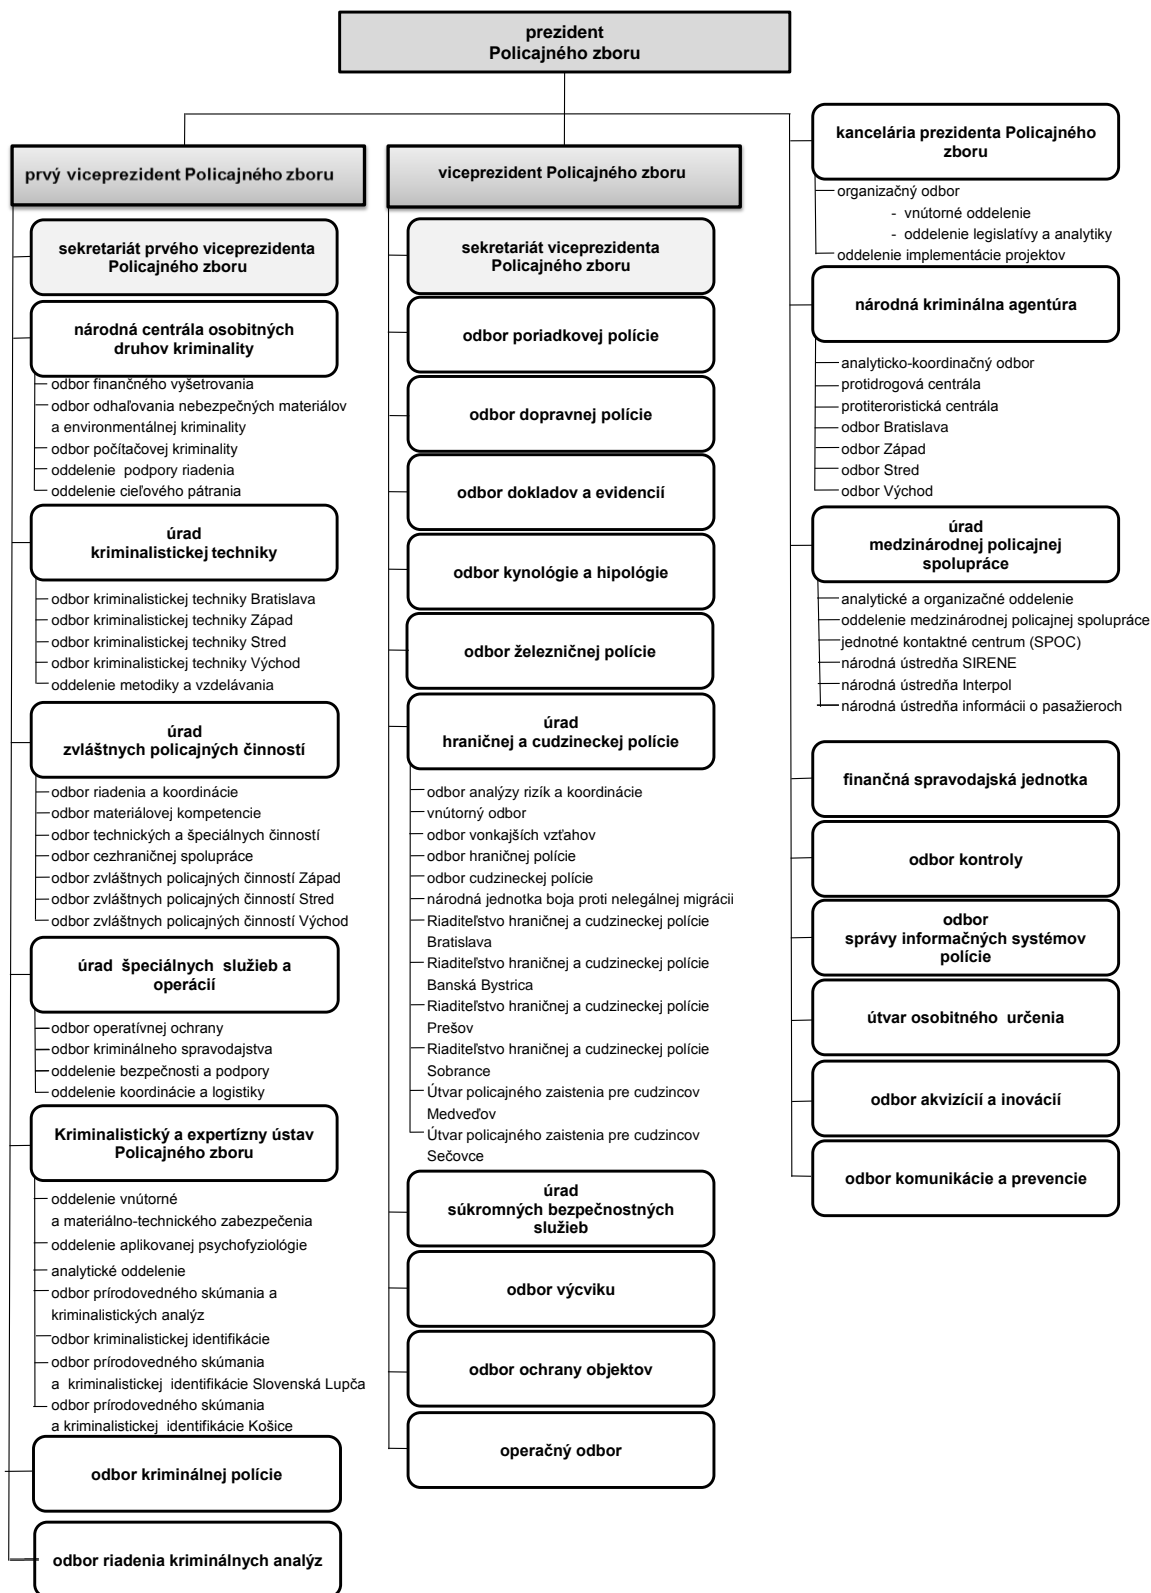 prezident
Policajného zboru
prvý viceprezident Policajného zboru
sekretariát prvého viceprezidenta
Policajného zboru
národná centrála osobitných
druhov kriminality
odbor finančného vyšetrovania
odbor odhaľovania nebezpečných materiálov
a environmentálnej kriminality
odbor počítačovej kriminality
oddelenie podpory riadenia
oddelenie cieľového pátrania
úrad
kriminalistickej techniky
odbor kriminalistickej techniky Bratislava
odbor kriminalistickej techniky Západ
odbor kriminalistickej techniky Stred
odbor kriminalistickej techniky Východ
oddelenie metodiky a vzdelávania
úrad
zvláštnych policajných činností
odbor riadenia a koordinácie
odbor materiálovej kompetencie
odbor technických a špeciálnych činností
odbor cezhraničnej spolupráce
odbor zvláštnych policajných činností Západ
odbor zvláštnych policajných činností Stred
odbor zvláštnych policajných činností Východ
úrad špeciálnych služieb a
operácií
odbor operatívnej ochrany
odbor kriminálneho spravodajstva
oddelenie bezpečnosti a podpory
oddelenie koordinácie a logistiky
Kriminalistický a expertízny ústav
Policajného zboru
oddelenie vnútorné
a materiálno-technického zabezpečenia
oddelenie aplikovanej psychofyziológie
analytické oddelenie
odbor prírodovedného skúmania a
kriminalistických analýz
odbor kriminalistickej identifikácie
odbor prírodovedného skúmania
a kriminalistickej identifikácie Slovenská Lupča
odbor prírodovedného skúmania
a kriminalistickej identifikácie Košice
odbor kriminálnej polície
odbor riadenia kriminálnych analýz
viceprezident Policajného zboru
sekretariát viceprezidenta
Policajného zboru
odbor poriadkovej polície
odbor dopravnej polície
odbor dokladov a evidencií
odbor kynológie a hipológie
odbor železničnej polície
úrad
hraničnej a cudzineckej polície
odbor analýzy rizík a koordinácie
vnútorný odbor
odbor vonkajších vzťahov
odbor hraničnej polície
odbor cudzineckej polície
národná jednotka boja proti nelegálnej migrácii
Riaditeľstvo hraničnej a cudzineckej polície
Bratislava
Riaditeľstvo hraničnej a cudzineckej polície
Banská Bystrica
Riaditeľstvo hraničnej a cudzineckej polície
Prešov
Riaditeľstvo hraničnej a cudzineckej polície
Sobrance
Útvar policajného zaistenia pre cudzincov
Medveďov
Útvar policajného zaistenia pre cudzincov
Sečovce
úrad
súkromných bezpečnostných
služieb
odbor výcviku
odbor ochrany objektov
operačný odbor
kancelária prezidenta Policajného
zboru
organizačný odbor
- vnútorné oddelenie
- oddelenie legislatívy a analytiky
oddelenie implementácie projektov
národná kriminálna agentúra
analyticko-koordinačný odbor
protidrogová centrála
protiteroristická centrála
odbor Bratislava
odbor Západ
odbor Stred
odbor Východ
úrad
medzinárodnej policajnej
spolupráce
analytické a organizačné oddelenie
oddelenie medzinárodnej policajnej spolupráce
jednotné kontaktné centrum (SPOC)
národná ústredňa SIRENE
národná ústredňa Interpol
národná ústredňa informácii o pasažieroch
finančná spravodajská jednotka
odbor kontroly
odbor
správy informačných systémov
polície
útvar osobitného určenia
odbor akvizícií a inovácií
odbor komunikácie a prevencie